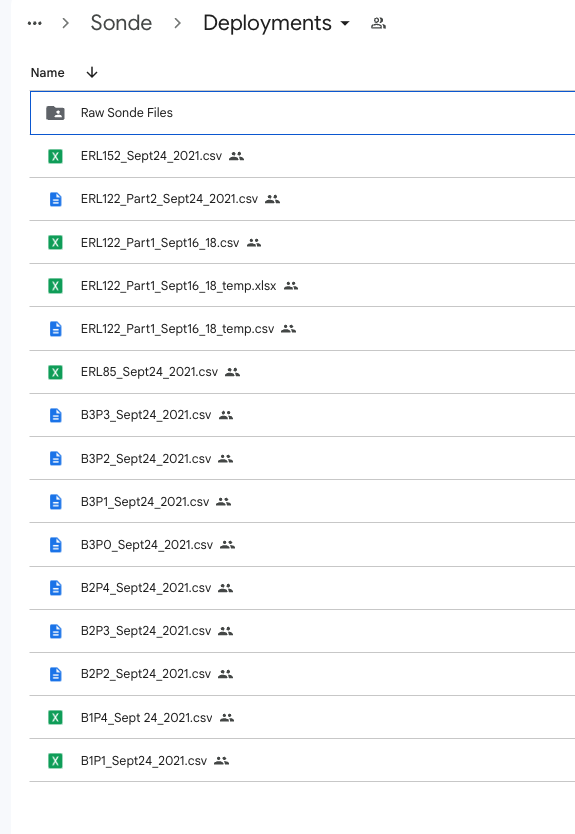 ... > Sonde > Deployments
Name
Raw Sonde Files
ERL152_Sept24_2021.csv
ERL122_Part2_Sept24_2021.csv
ERL122_Part1_Sept16_18.csv
ERL122_Part1_Sept16_18_temp.xlsx
ERL122_Part1_Sept16_18_temp.csv
ERL85_Sept24_2021.csv
B3P3_Sept24_2021.csv
B3P2_Sept24_2021.csv
B3P1_Sept24_2021.csv
B3P0_Sept24_2021.csv
B2P4_Sept24_2021.csv
B2P3_Sept24_2021.csv
B2P2_Sept24_2021.csv
B1P4_Sept 24_2021.csv
B1P1_Sept24_2021.csv